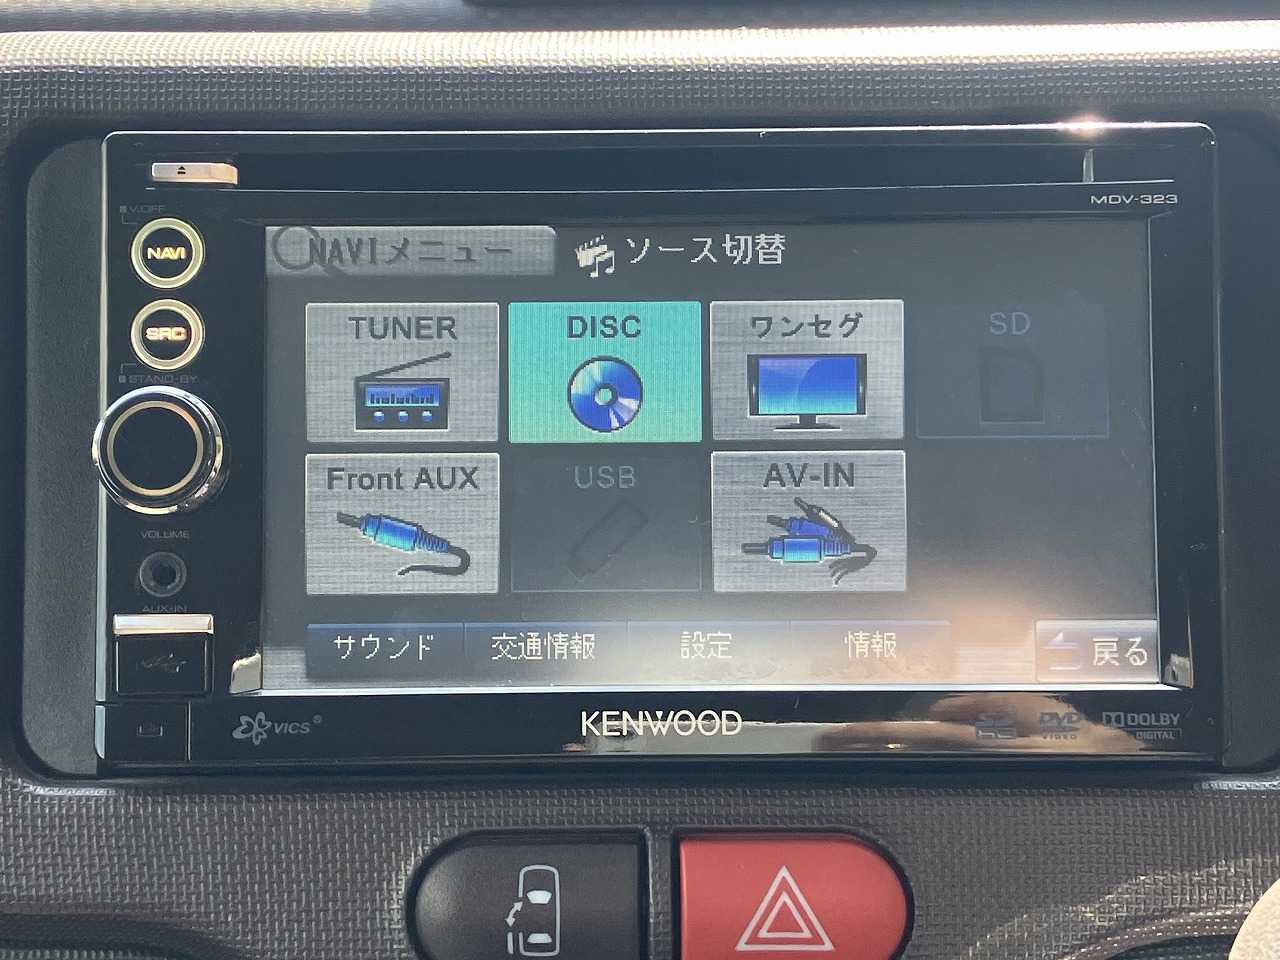 MDV-323
V.OFF
NAVI
NAVIメニュー
ソース切替
SRC
STAND-BY
TUNER
DISC
ワンセグ
SD
Front AUX
USB
AV-IN
VOLUME
AUX-IN
サウンド
交通情報
設定
情報
戻る
VICS®
KENWOOD
SD HC
DVD VIDEO
DOLBY DIGITAL